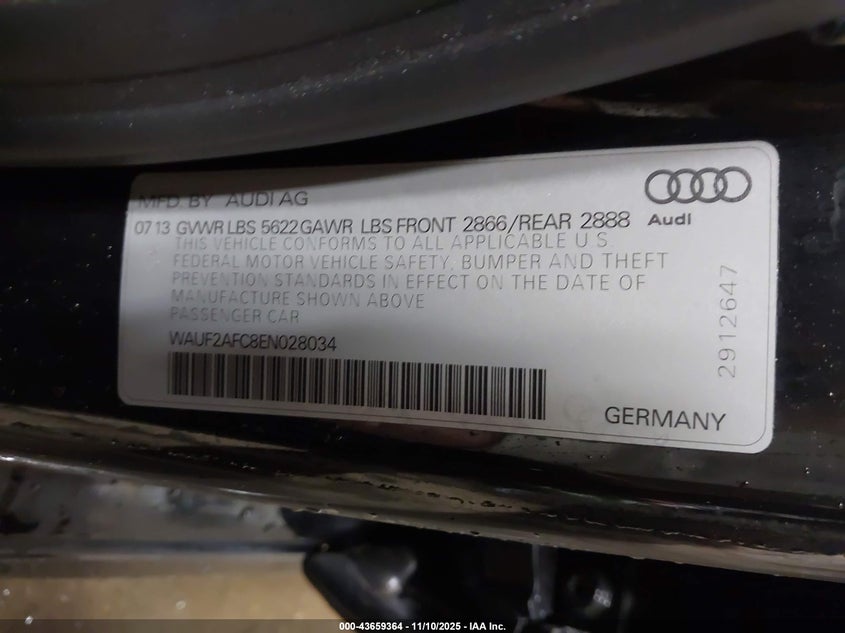 MFD BY AUDI AG
Audi
07 13 GVWR LBS 5622 GAWR LBS FRONT 2866/REAR 2888
THIS VEHICLE CONFORMS TO ALL APPLICABLE U S
FEDERAL MOTOR VEHICLE SAFETY, BUMPER AND THEFT
PREVENTION STANDARDS IN EFFECT ON THE DATE OF
MANUFACTURE SHOWN ABOVE
PASSENGER CAR
WAUF2AFC8EN028034
2912647
GERMANY
000-43659364 - 11/10/2025 - IAA Inc.